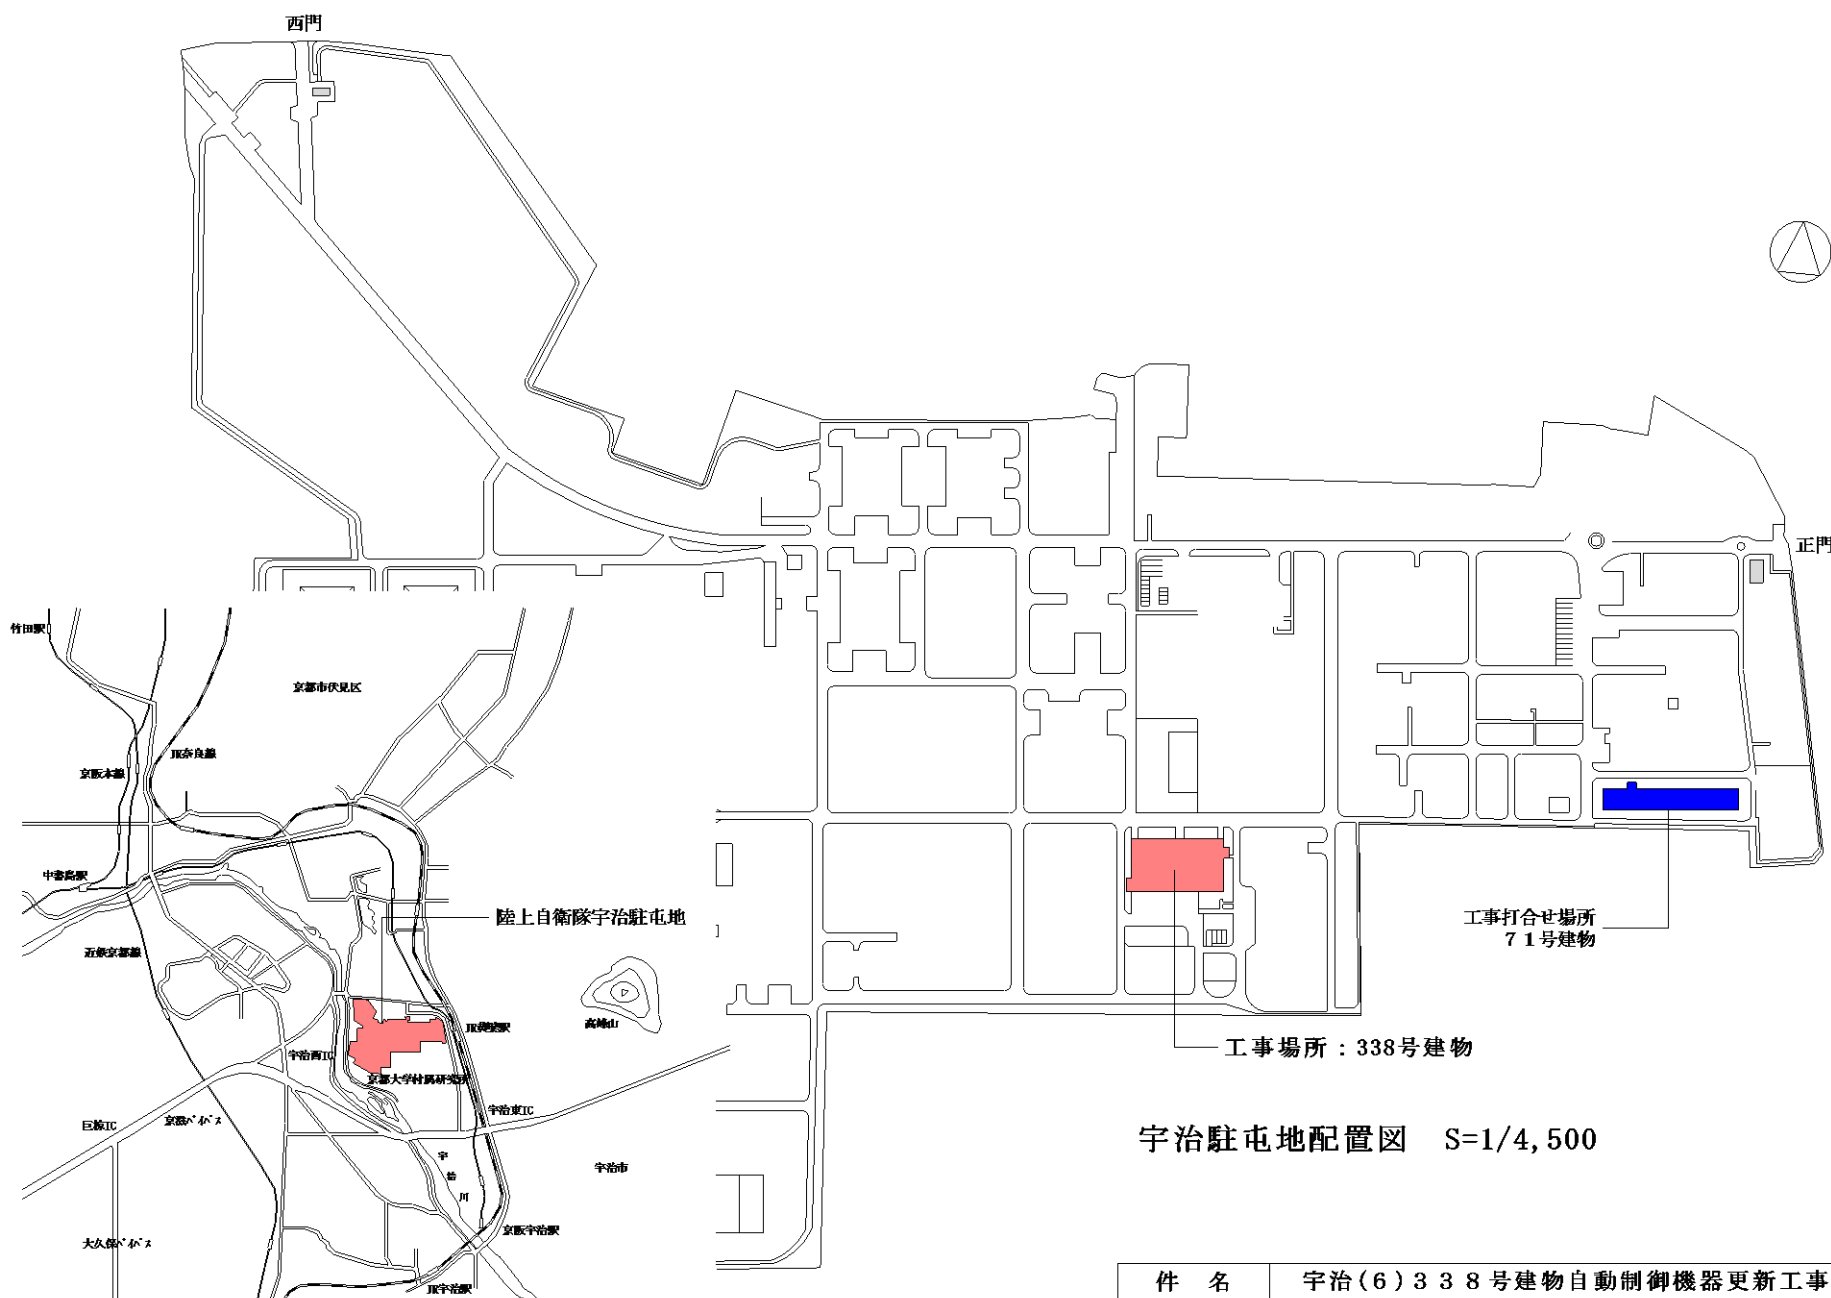 西門
正門
竹田駅
京都市伏見区
JR奈良線
京阪本線
中書島駅
陸上自衛隊宇治駐屯地
工事打合せ場所
７１号建物
近鉄京都線
高峰山
JR黄檗駅
宇治西IC
工事場所：338号建物
京都大学付属研究所
宇治東IC
巨椋IC
京滋ﾊﾞｲﾊﾟｽ
宇治駐屯地配置図 S=1/4,500
宇治市
宇治川
京阪宇治駅
大久保ﾊﾞｲﾊﾟｽ
JR宇治駅
件 名 宇治(6)３３８号建物自動制御機器更新工事